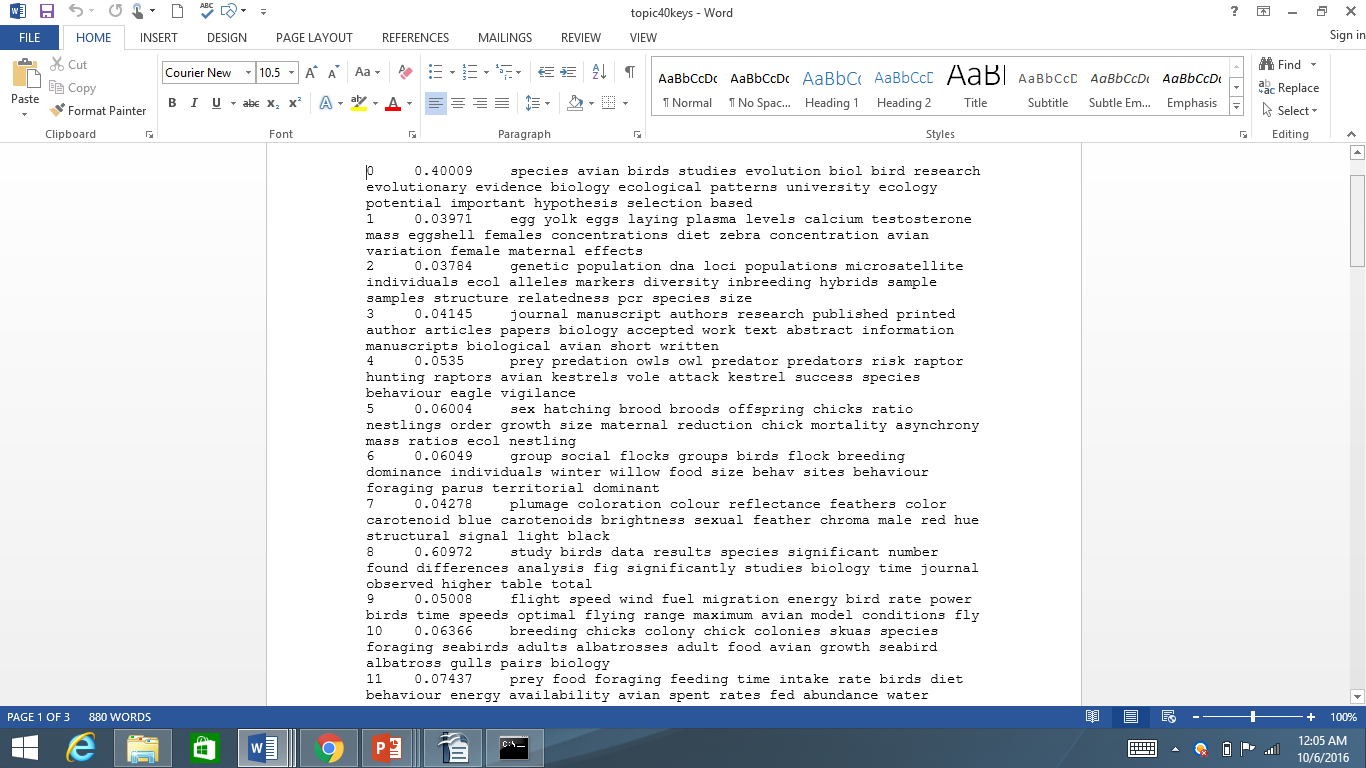 topic40keys - Word
Sign in
FILE HOME INSERT DESIGN PAGE LAYOUT REFERENCES MAILINGS REVIEW VIEW
Paste
Cut
Copy
Format Painter
Clipboard
Courier New 10.5
Font
Paragraph
AaBbCcDc AaBbCcDc AaBbCc AaBbCcD AaB AaBbCcD AaBbCcDc AaBbCcDc
¶ Normal ¶ No Spac... Heading 1 Heading 2 Title Subtitle Subtle Em... Emphasis
Styles
Find
Replace
Select
Editing
0 0.40009 species avian birds studies evolution biol bird research
evolutionary evidence biology ecological patterns university ecology
potential important hypothesis selection based
1 0.03971 egg yolk eggs laying plasma levels calcium testosterone
mass eggshell females concentrations diet zebra concentration avian
variation female maternal effects
2 0.03784 genetic population dna loci populations microsatellite
individuals ecol alleles markers diversity inbreeding hybrids sample
samples structure relatedness pcr species size
3 0.04145 journal manuscript authors research published printed
author articles papers biology accepted work text abstract information
manuscripts biological avian short written
4 0.0535 prey predation owls owl predator predators risk raptor
hunting raptors avian kestrels vole attack kestrel success species
behaviour eagle vigilance
5 0.06004 sex hatching brood broods offspring chicks ratio
nestlings order growth size maternal reduction chick mortality asynchrony
mass ratios ecol nestling
6 0.06049 group social flocks groups birds flock breeding
dominance individuals winter willow food size behav sites behaviour
foraging parus territorial dominant
7 0.04278 plumage coloration colour reflectance feathers color
carotenoid blue carotenoids brightness sexual feather chroma male red hue
structural signal light black
8 0.60972 study birds data results species significant number
found differences analysis fig significantly studies biology time journal
observed higher table total
9 0.05008 flight speed wind fuel migration energy bird rate power
birds time speeds optimal flying range maximum avian model conditions fly
10 0.06366 breeding chicks colony chick colonies skuas species
foraging seabirds adults albatrosses adult food avian growth seabird
albatross gulls pairs biology
11 0.07437 prey food foraging feeding time intake rate birds diet
behaviour energy availability avian spent rates fed abundance water
PAGE 1 OF 3 880 WORDS 100%
12:05 AM
10/6/2016